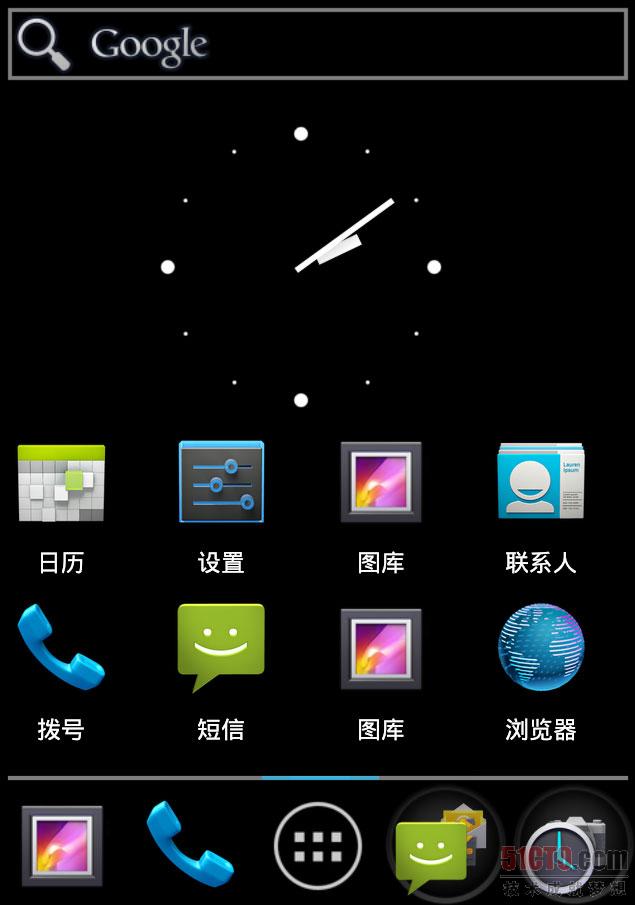 Google
Lauren
Ipsum
日历 设置 图库 联系人
拨号 短信 图库 浏览器
51CTO.com
技术成就梦想